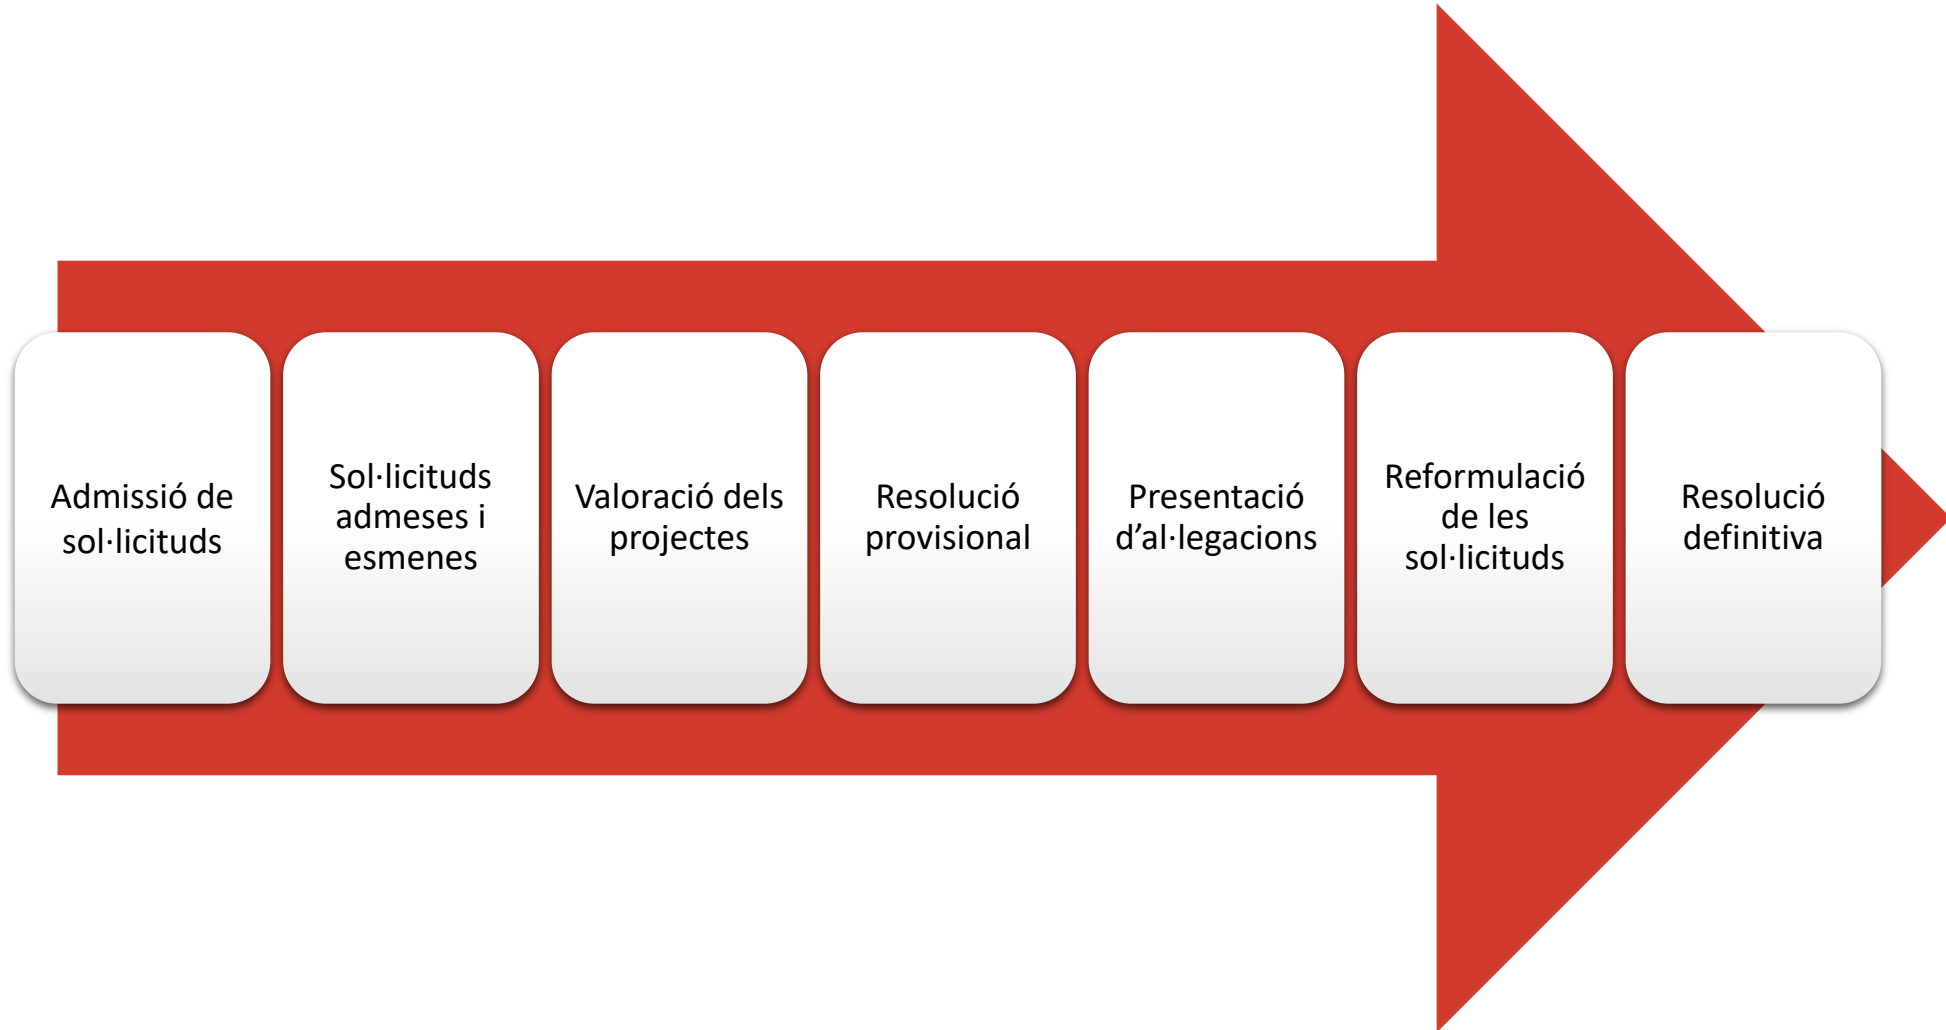 Admissió de
sol·licituds
Sol·licituds
admeses i
esmenes
Valoració dels
projectes
Resolució
provisional
Presentació
d’al·legacions
Reformulació
de les
sol·licituds
Resolució
definitiva